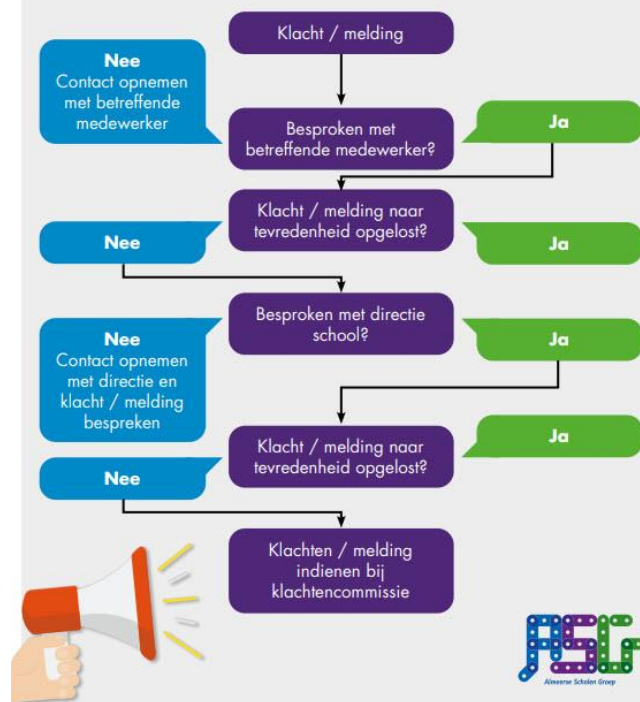 Klacht / melding
Nee
Contact opnemen
met betreffende
medewerker
Besproken met
betreffende medewerker?
Ja
Klacht / melding naar
tevredenheid opgelost?
Nee
Ja
Besproken met directie
school?
Nee
Contact opnemen
met directie en
klacht / melding
bespreken
Ja
Klacht / melding naar
tevredenheid opgelost?
Ja
Nee
Klachten / melding
indienen bij
klachtencommissie
ASG
Almeerse Scholen Groep